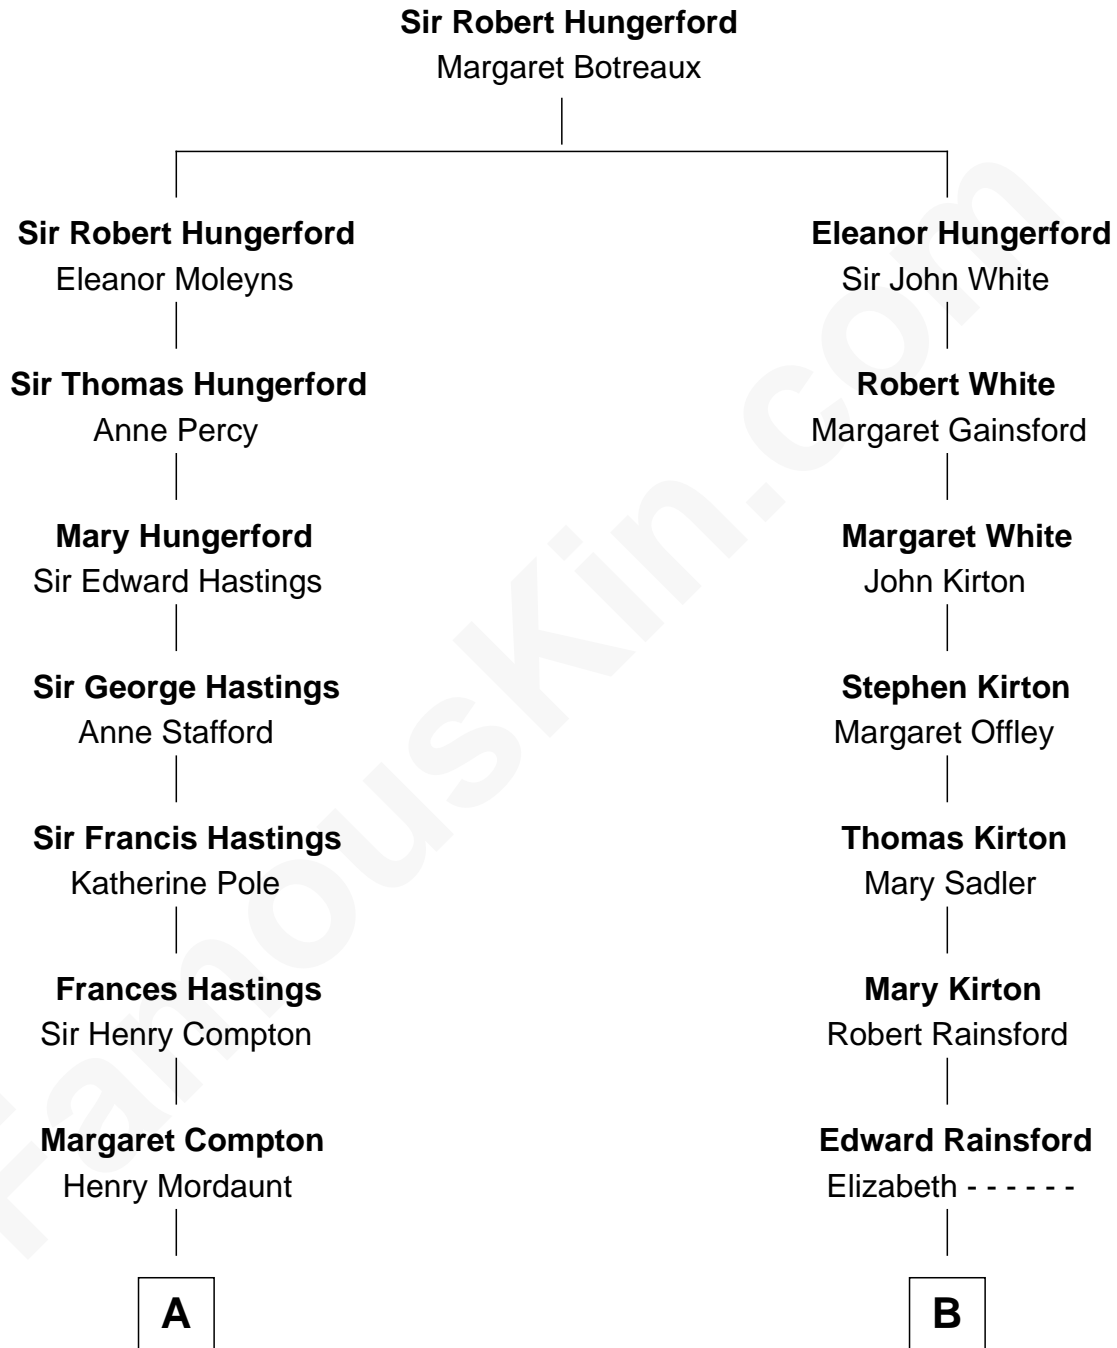 Sir Robert Hungerford
Margaret Botreaux
Sir Robert Hungerford
Eleanor Moleyns
Eleanor Hungerford
Sir John White
Sir Thomas Hungerford
Anne Percy
Robert White
Margaret Gainsford
Mary Hungerford
Sir Edward Hastings
Margaret White
John Kirton
Sir George Hastings
Anne Stafford
Stephen Kirton
Margaret Offley
Sir Francis Hastings
Katherine Pole
Thomas Kirton
Mary Sadler
Frances Hastings
Sir Henry Compton
Mary Kirton
Robert Rainsford
Margaret Compton
Henry Mordaunt
Edward Rainsford
Elizabeth - - - - - -
A
B
FamousKin.com